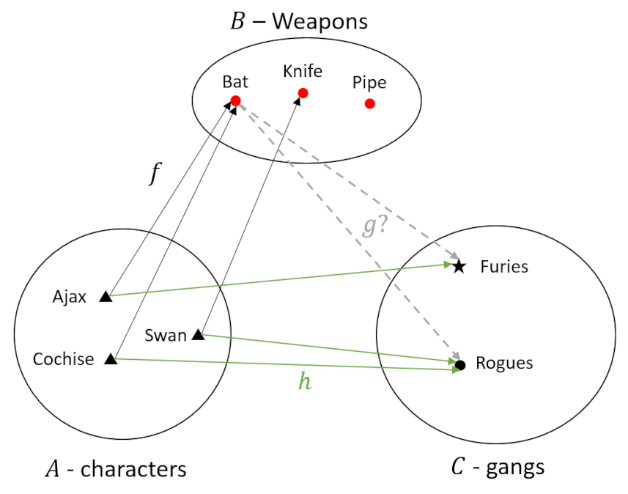 B – Weapons
Bat
Knife
Pipe
f
g?
Ajax
Swan
Cochise
Furies
Rogues
h
A - characters
C - gangs